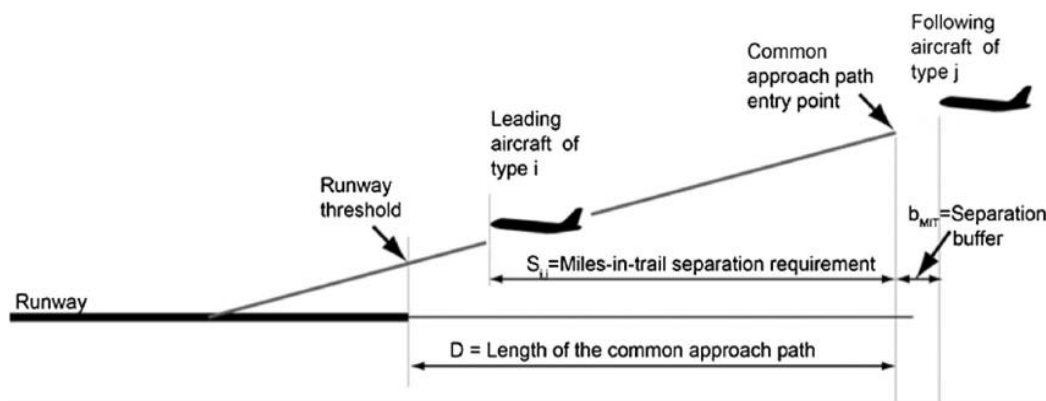 Following
aircraft of
type j
Common
approach path
entry point
Leading
aircraft of
type i
Runway
threshold
b_MIT=Separation
buffer
S_ij=Miles-in-trail separation requirement
Runway
D = Length of the common approach path